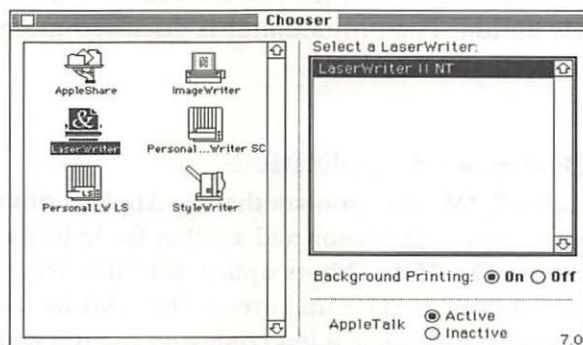 Chooser
AppleShare
ImageWriter
LaserWriter
Personal ...Writer SC
Personal LW LS
LS
StyleWriter
Select a LaserWriter:
LaserWriter II NT
Background Printing: On Off
AppleTalk
Active
Inactive
7.0